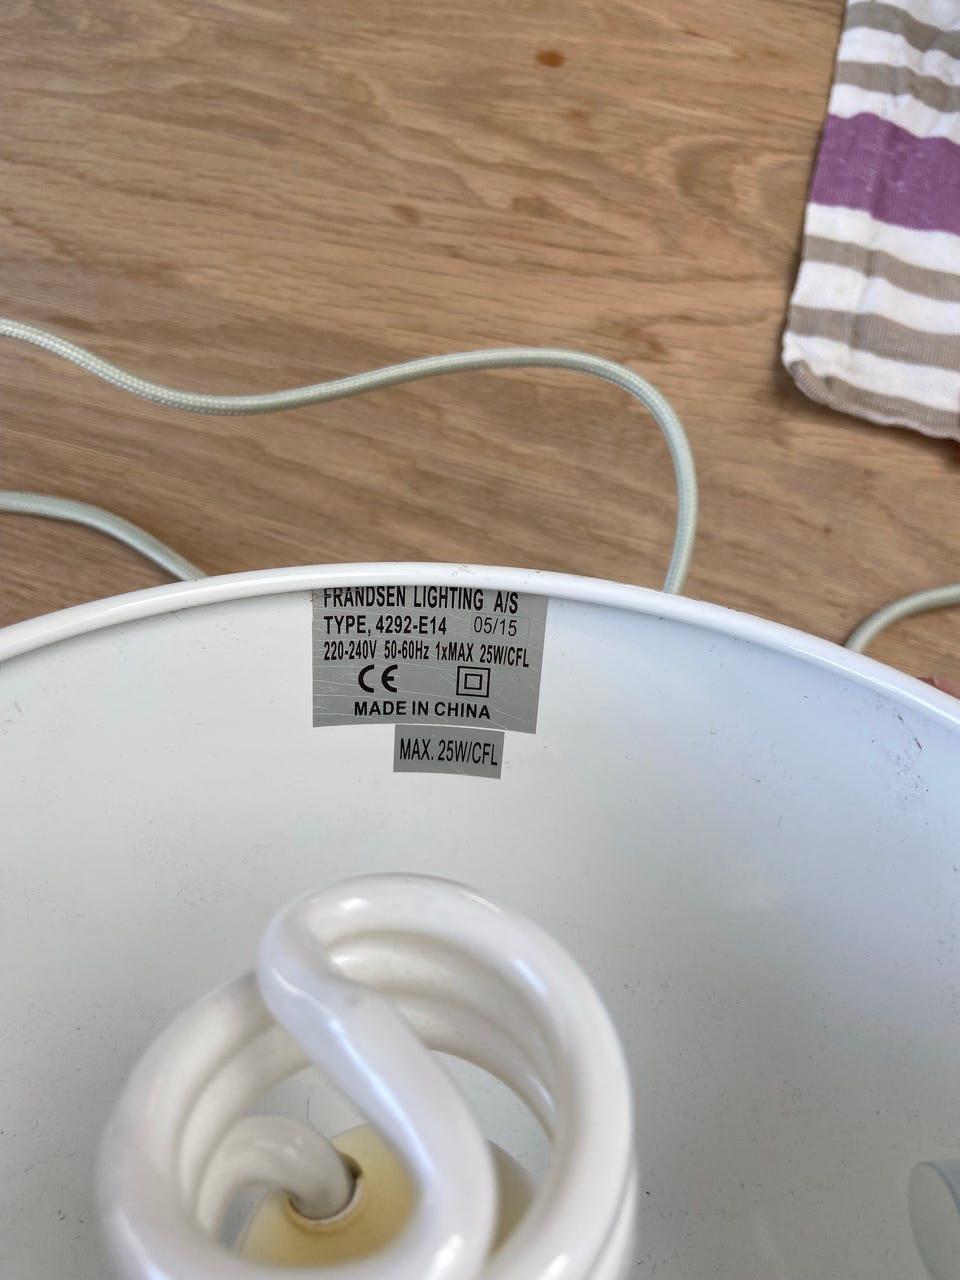 FRANDSEN LIGHTING A/S
TYPE, 4292-E14 05/15
220-240V 50-60Hz 1xMAX 25W/CFL
CE
MADE IN CHINA
MAX. 25W/CFL